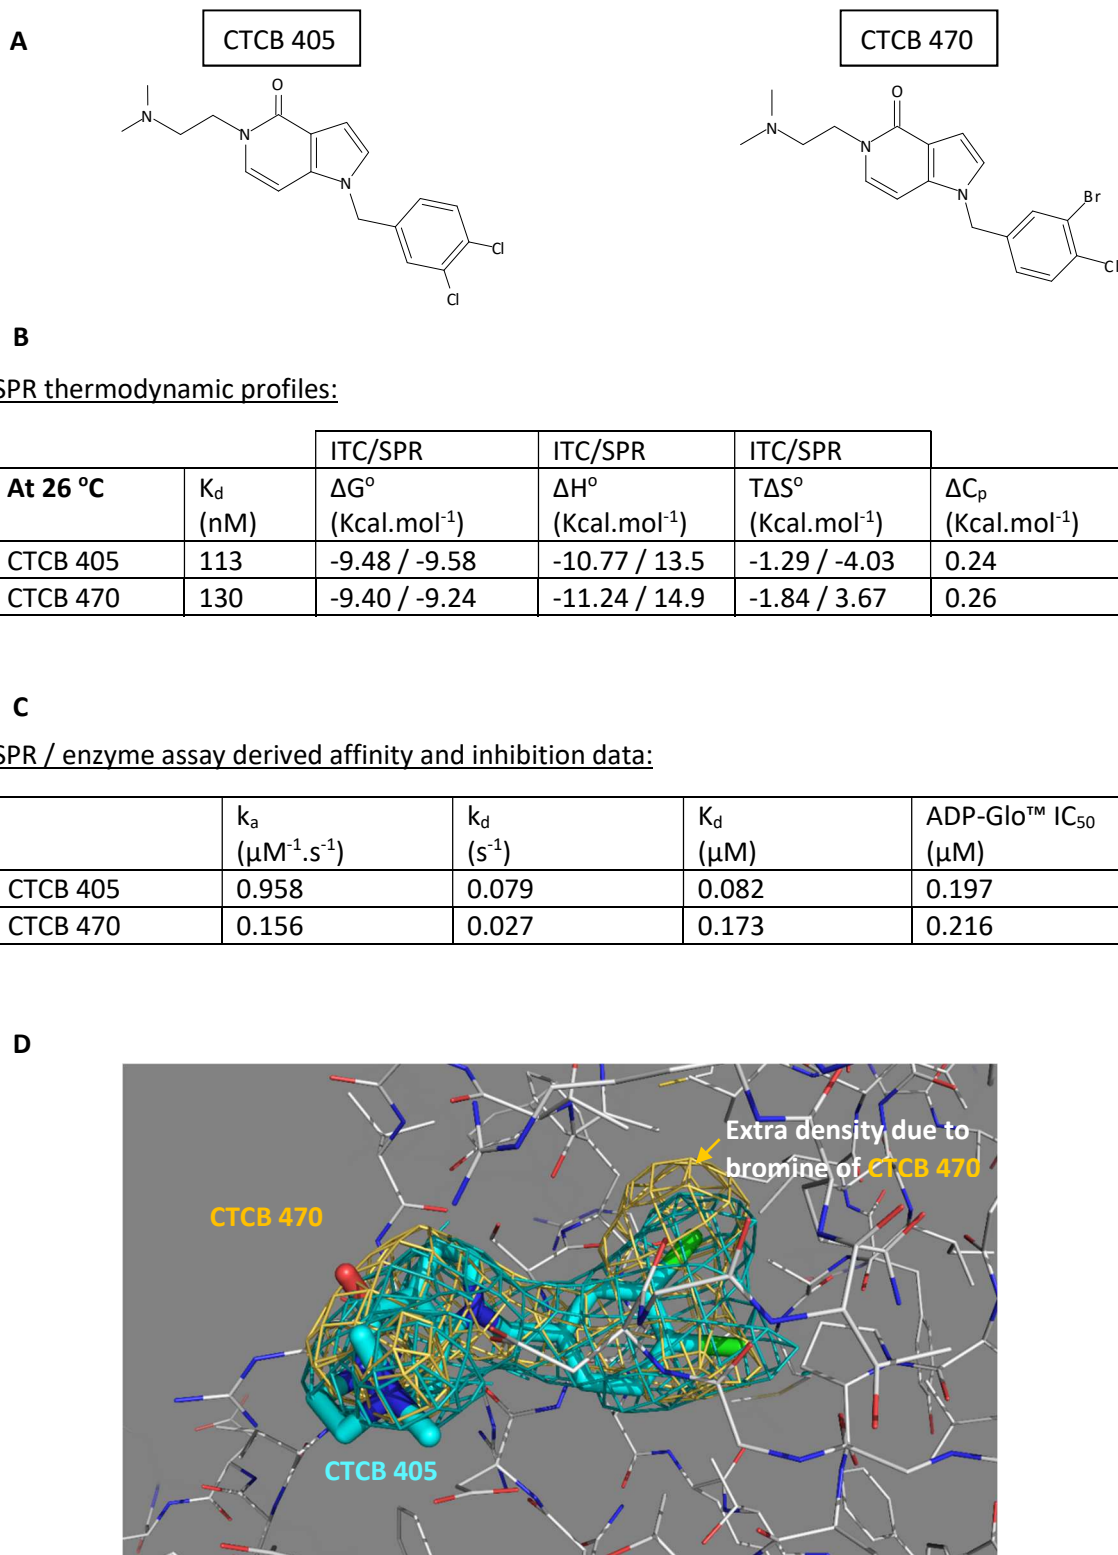 A
CTCB 405
CTCB 470
O
N
N
N
Cl
Cl
O
N
N
N
Br
Cl
B
SPR thermodynamic profiles:
ITC/SPR ITC/SPR ITC/SPR
At 26 °C Kd (nM) ΔG° (Kcal.mol-1) ΔH° (Kcal.mol-1) TΔS° (Kcal.mol-1) ΔCp (Kcal.mol-1)
CTCB 405 113 -9.48 / -9.58 -10.77 / 13.5 -1.29 / -4.03 0.24
CTCB 470 130 -9.40 / -9.24 -11.24 / 14.9 -1.84 / 3.67 0.26
C
SPR / enzyme assay derived affinity and inhibition data:
ka (μM-1.s-1) kd (s-1) Kd (μM) ADP-Glo™ IC50 (μM)
CTCB 405 0.958 0.079 0.082 0.197
CTCB 470 0.156 0.027 0.173 0.216
D
Extra density due to
bromine of CTCB 470
CTCB 470
CTCB 405